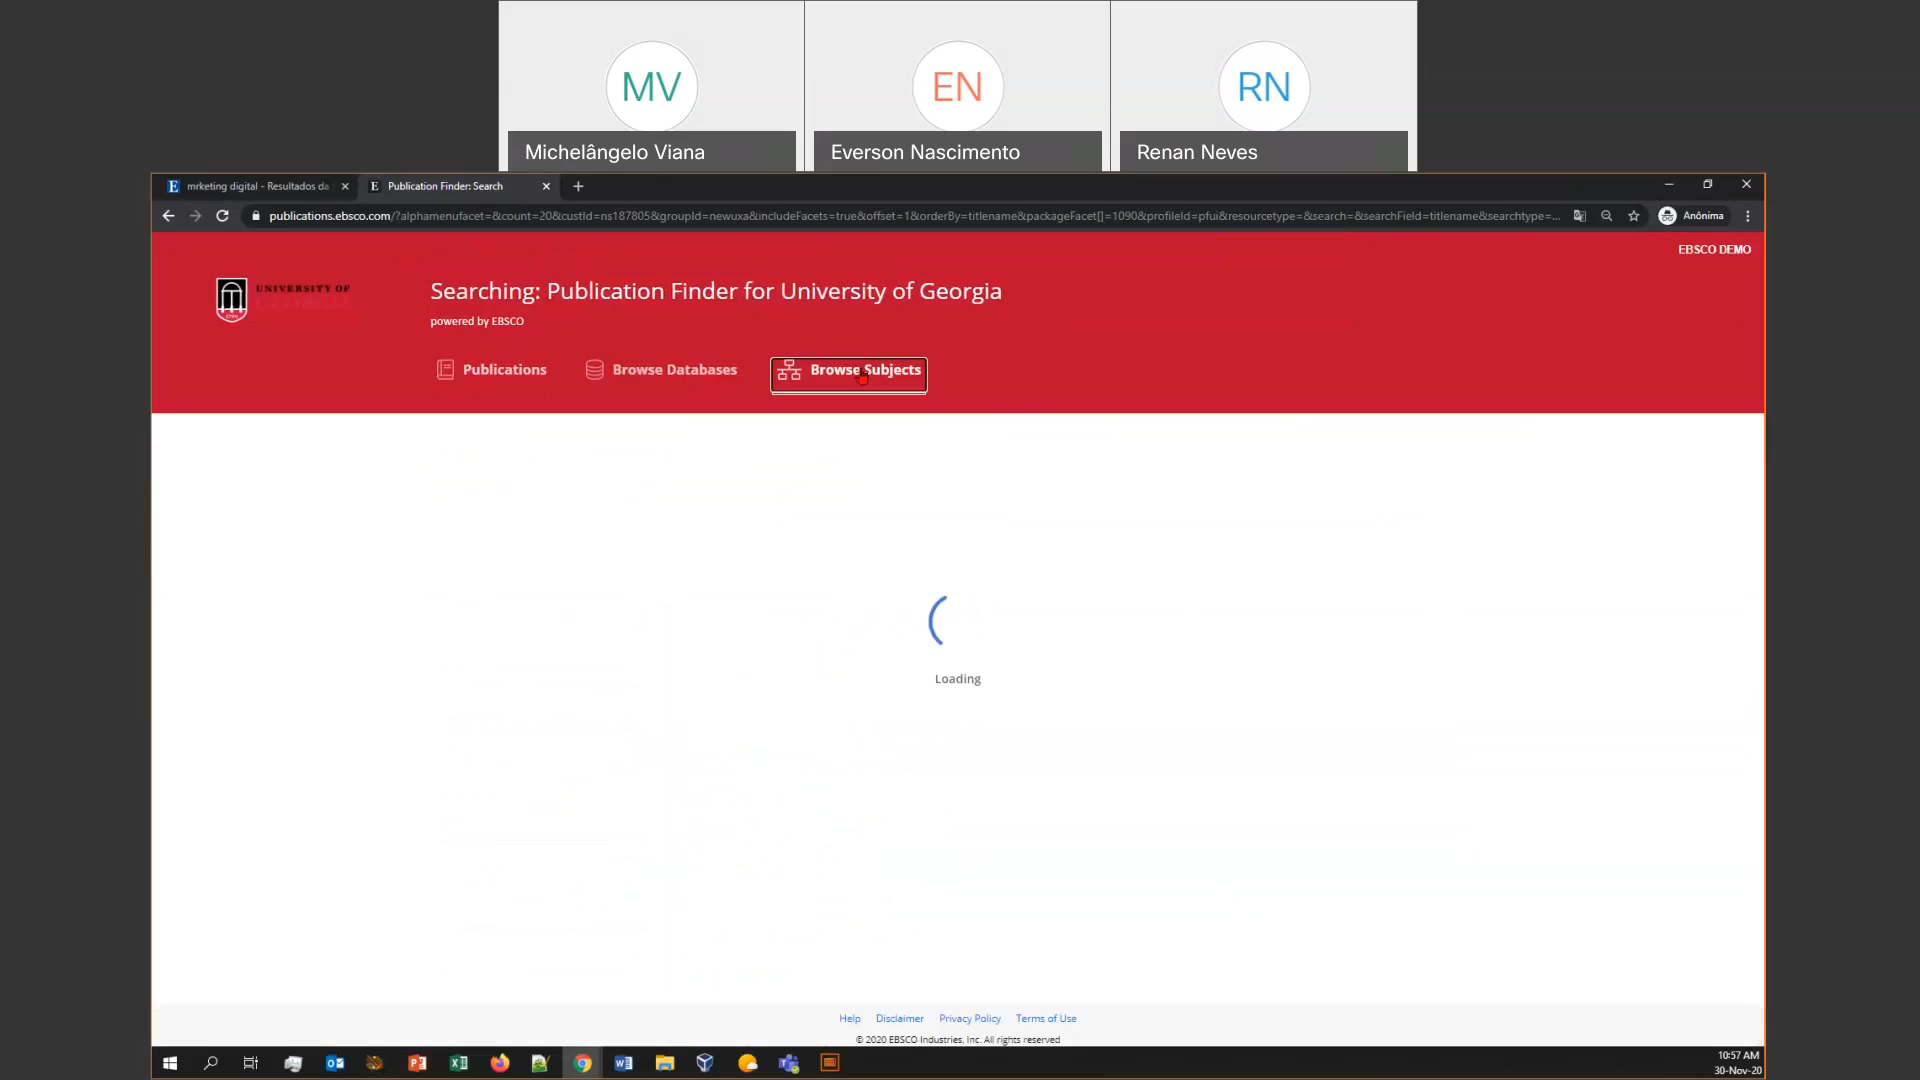 MV
EN
RN
Michelângelo Viana
Everson Nascimento
Renan Neves
mrketing digital - Resultados da
Publication Finder: Search
publications.ebsco.com/?alphamenufacet=&count=20&custId=ns187805&groupId=newuxa&includeFacets=true&offset=1&orderBy=titlename&packageFacet[]=1090&profileId=pfui&resourcetype=&search=&searchField=titlename&searchtype=...
Anónima
EBSCO DEMO
UNIVERSITY OF
GEORGIA
Searching: Publication Finder for University of Georgia
powered by EBSCO
Publications
Browse Databases
Browse Subjects
Loading
Help
Disclaimer
Privacy Policy
Terms of Use
© 2020 EBSCO Industries, Inc. All rights reserved
10:57 AM
30-Nov-20